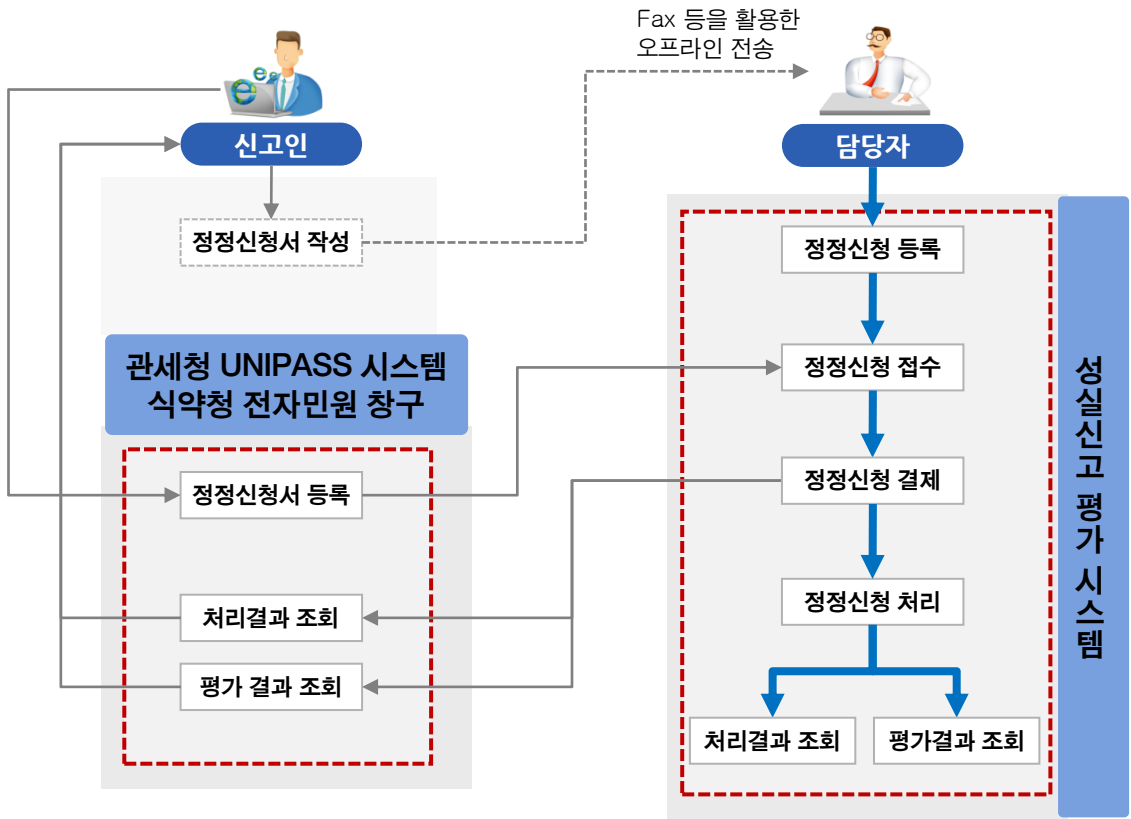 Fax 등을 활용한
오프라인 전송
신고인
담당자
정정신청서 작성
정정신청 등록
관세청 UNIPASS 시스템
식약청 전자민원 창구
정정신청 접수
정정신청서 등록
정정신청 결제
처리결과 조회
정정신청 처리
평가 결과 조회
처리결과 조회
평가결과 조회
성실신고 평가 시스템